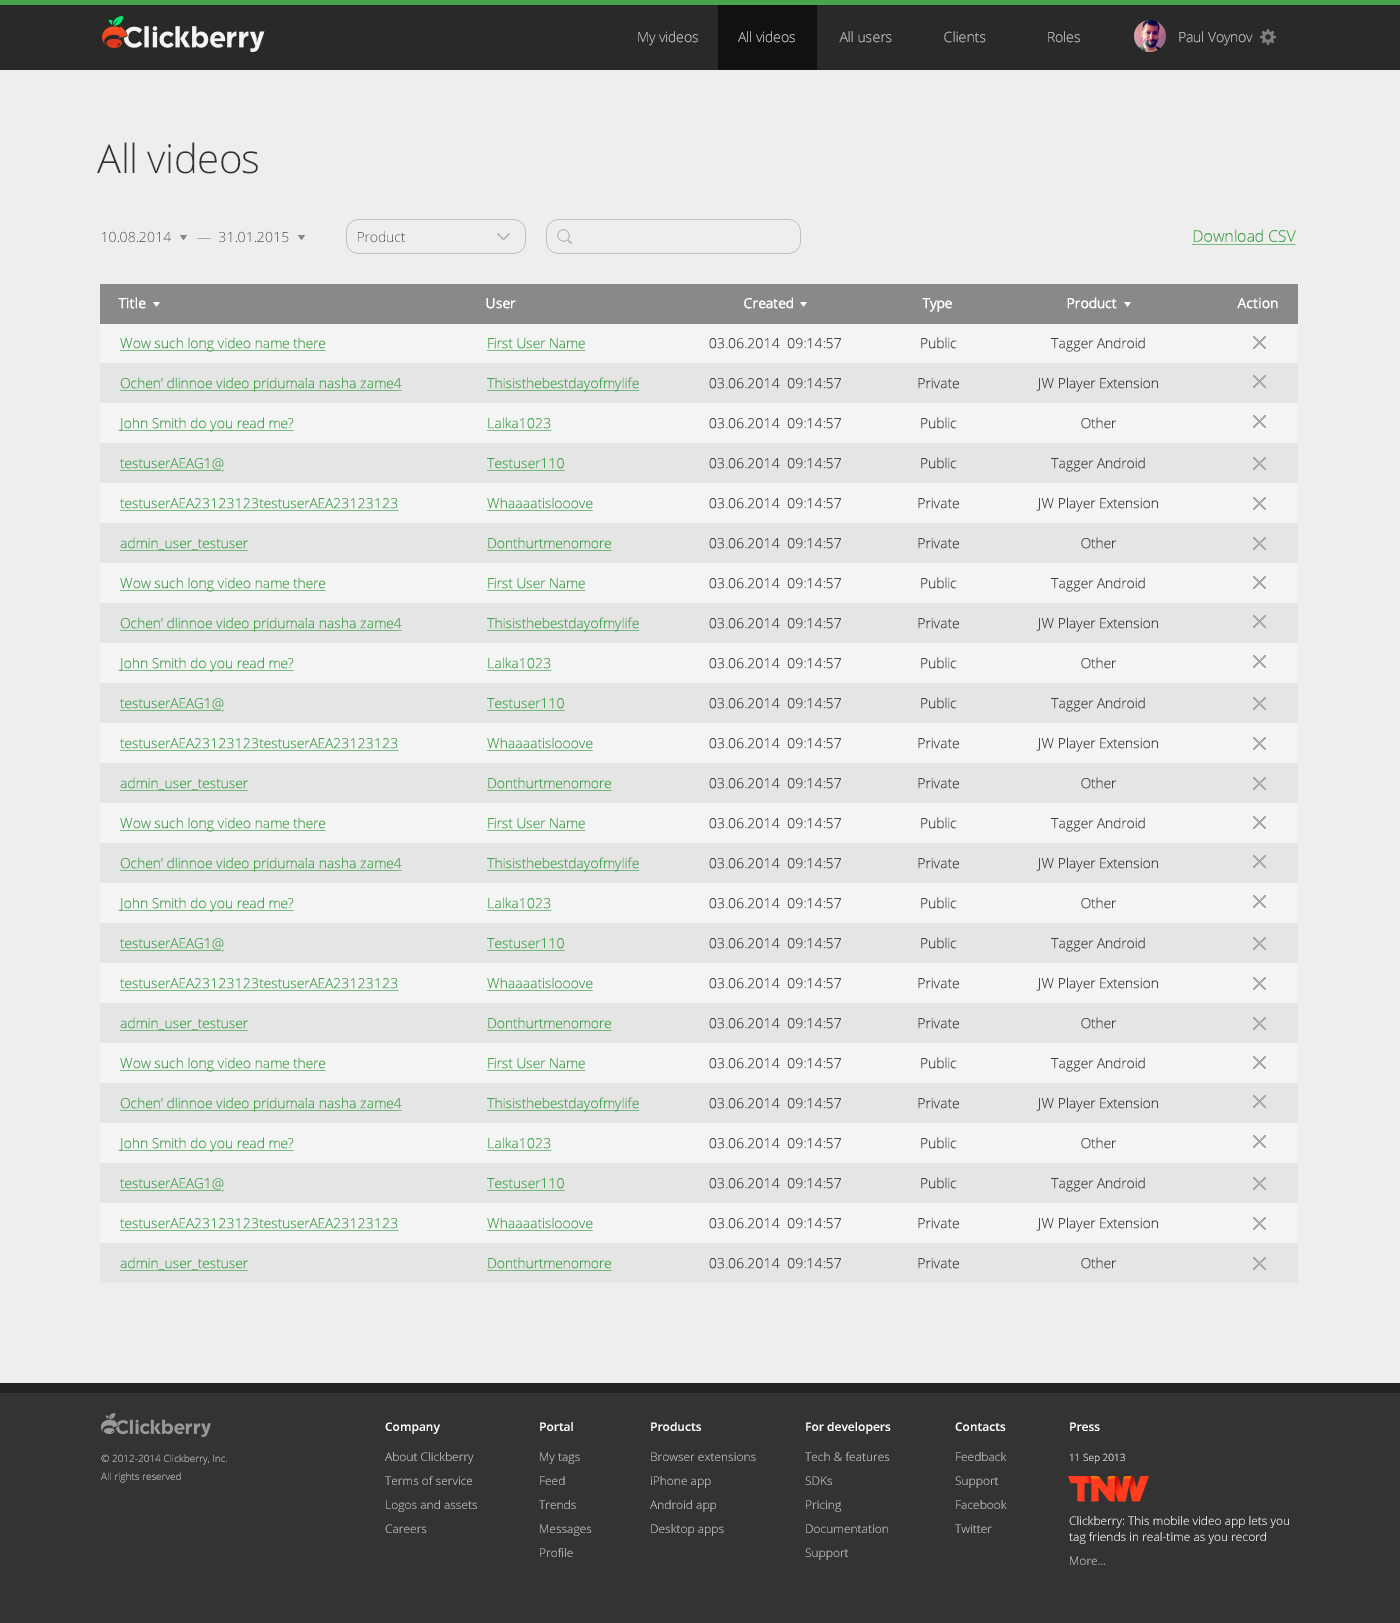 Clickberry
My videos All videos All users Clients Roles Paul Voynov
All videos
10.08.2014 — 31.01.2015 Product Download CSV
Title User Created Type Product Action
Wow such long video name there First User Name 03.06.2014 09:14:57 Public Tagger Android
Ochen’ dlinnoe video pridumala nasha zame4 Thisisthebestdayofmylife 03.06.2014 09:14:57 Private JW Player Extension
John Smith do you read me? Lalka1023 03.06.2014 09:14:57 Public Other
testuserAEAG1@ Testuser110 03.06.2014 09:14:57 Public Tagger Android
testuserAEA23123123testuserAEA23123123 Whaaaatislooove 03.06.2014 09:14:57 Private JW Player Extension
admin_user_testuser Donthurtmenomore 03.06.2014 09:14:57 Private Other
Wow such long video name there First User Name 03.06.2014 09:14:57 Public Tagger Android
Ochen’ dlinnoe video pridumala nasha zame4 Thisisthebestdayofmylife 03.06.2014 09:14:57 Private JW Player Extension
John Smith do you read me? Lalka1023 03.06.2014 09:14:57 Public Other
testuserAEAG1@ Testuser110 03.06.2014 09:14:57 Public Tagger Android
testuserAEA23123123testuserAEA23123123 Whaaaatislooove 03.06.2014 09:14:57 Private JW Player Extension
admin_user_testuser Donthurtmenomore 03.06.2014 09:14:57 Private Other
Wow such long video name there First User Name 03.06.2014 09:14:57 Public Tagger Android
Ochen’ dlinnoe video pridumala nasha zame4 Thisisthebestdayofmylife 03.06.2014 09:14:57 Private JW Player Extension
John Smith do you read me? Lalka1023 03.06.2014 09:14:57 Public Other
testuserAEAG1@ Testuser110 03.06.2014 09:14:57 Public Tagger Android
testuserAEA23123123testuserAEA23123123 Whaaaatislooove 03.06.2014 09:14:57 Private JW Player Extension
admin_user_testuser Donthurtmenomore 03.06.2014 09:14:57 Private Other
Wow such long video name there First User Name 03.06.2014 09:14:57 Public Tagger Android
Ochen’ dlinnoe video pridumala nasha zame4 Thisisthebestdayofmylife 03.06.2014 09:14:57 Private JW Player Extension
John Smith do you read me? Lalka1023 03.06.2014 09:14:57 Public Other
testuserAEAG1@ Testuser110 03.06.2014 09:14:57 Public Tagger Android
testuserAEA23123123testuserAEA23123123 Whaaaatislooove 03.06.2014 09:14:57 Private JW Player Extension
admin_user_testuser Donthurtmenomore 03.06.2014 09:14:57 Private Other
Clickberry
© 2012-2014 Clickberry, Inc.
All rights reserved
Company
About Clickberry
Terms of service
Logos and assets
Careers
Portal
My tags
Feed
Trends
Messages
Profile
Products
Browser extensions
iPhone app
Android app
Desktop apps
For developers
Tech & features
SDKs
Pricing
Documentation
Support
Contacts
Feedback
Support
Facebook
Twitter
Press
11 Sep 2013
TNW
Clickberry: This mobile video app lets you
tag friends in real-time as you record
More...